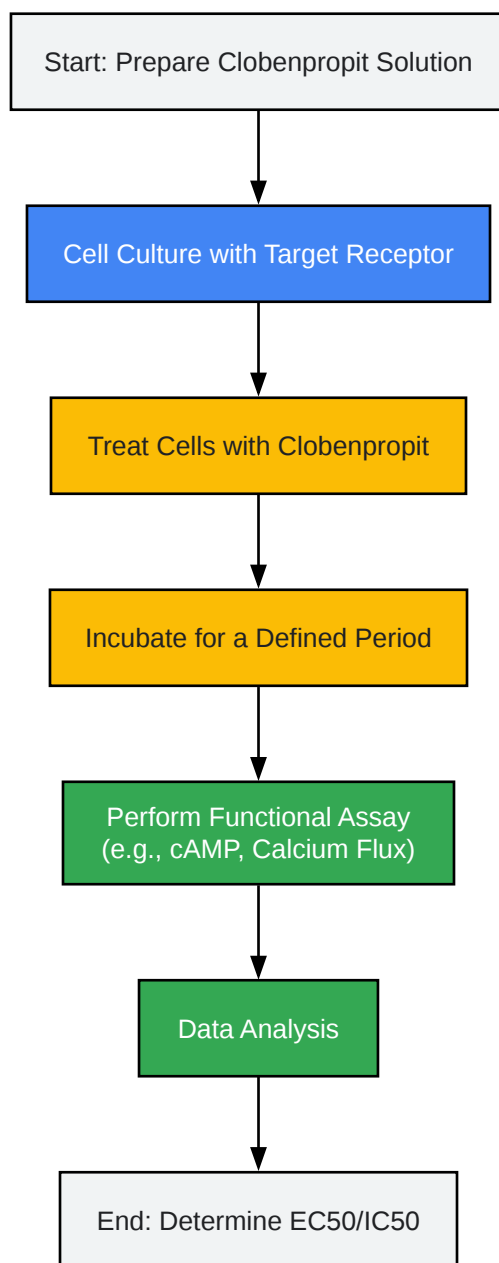 Start: Prepare Clobenpropit Solution
Cell Culture with Target Receptor
Treat Cells with Clobenpropit
Incubate for a Defined Period
Perform Functional Assay
(e.g., cAMP, Calcium Flux)
Data Analysis
End: Determine EC50/IC50